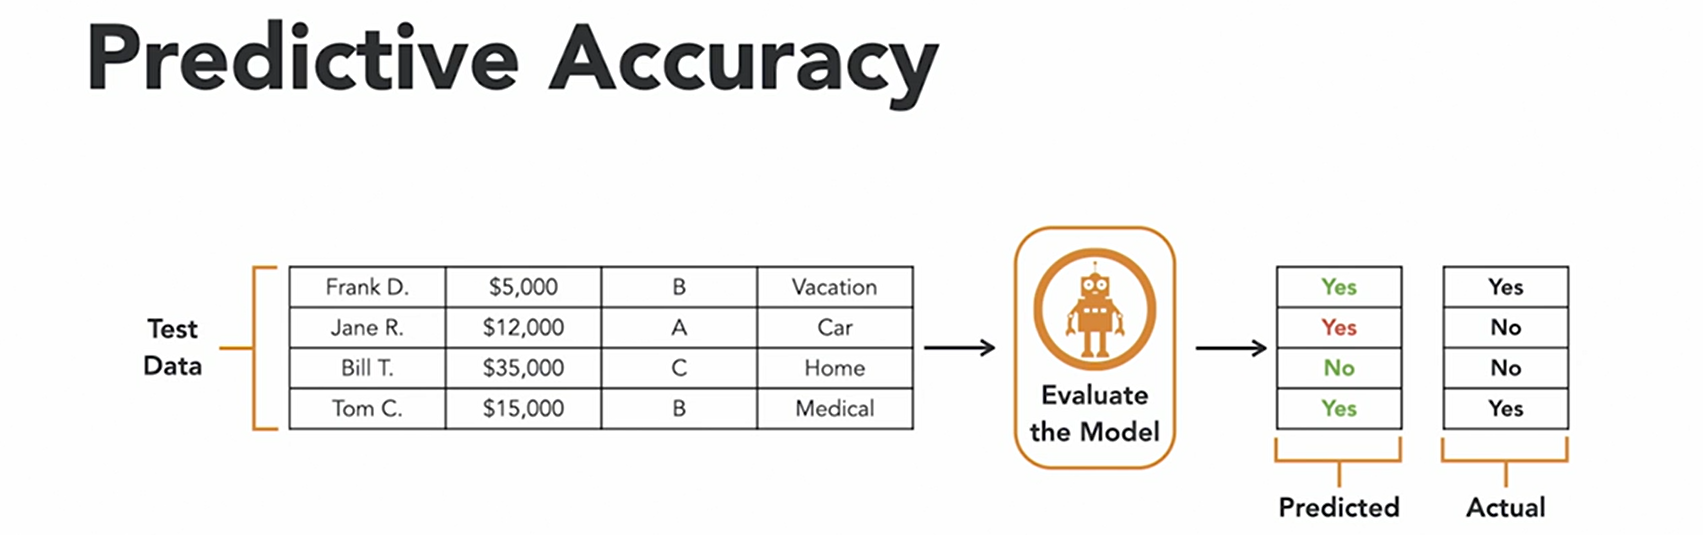 Predictive Accuracy
Test
Data
Frank D. $5,000 B Vacation
Jane R. $12,000 A Car
Bill T. $35,000 C Home
Tom C. $15,000 B Medical
Evaluate
the Model
Yes Yes
Yes No
No No
Yes Yes
Predicted Actual